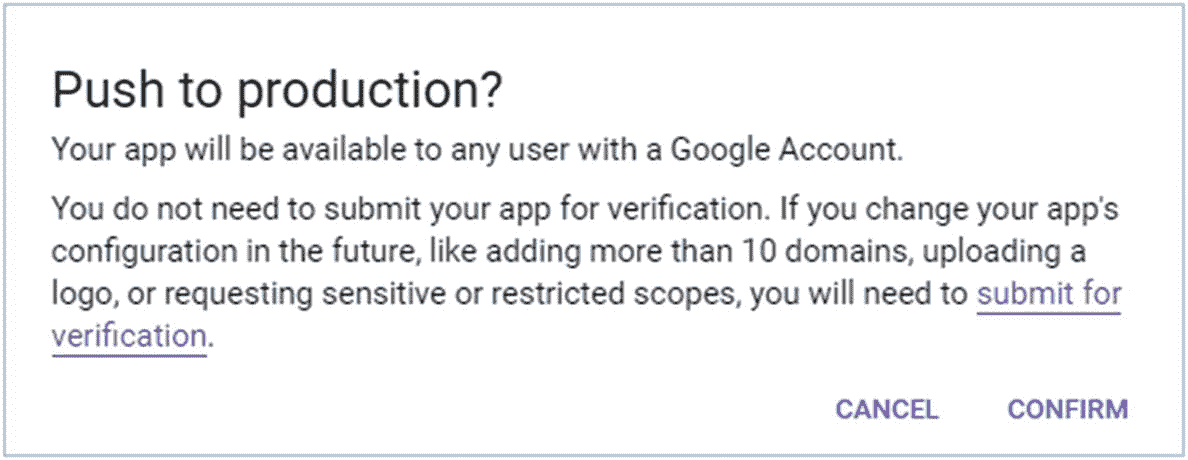 Push to production?
Your app will be available to any user with a Google Account.
You do not need to submit your app for verification. If you change your app's
configuration in the future, like adding more than 10 domains, uploading a
logo, or requesting sensitive or restricted scopes, you will need to submit for
verification.
CANCEL CONFIRM